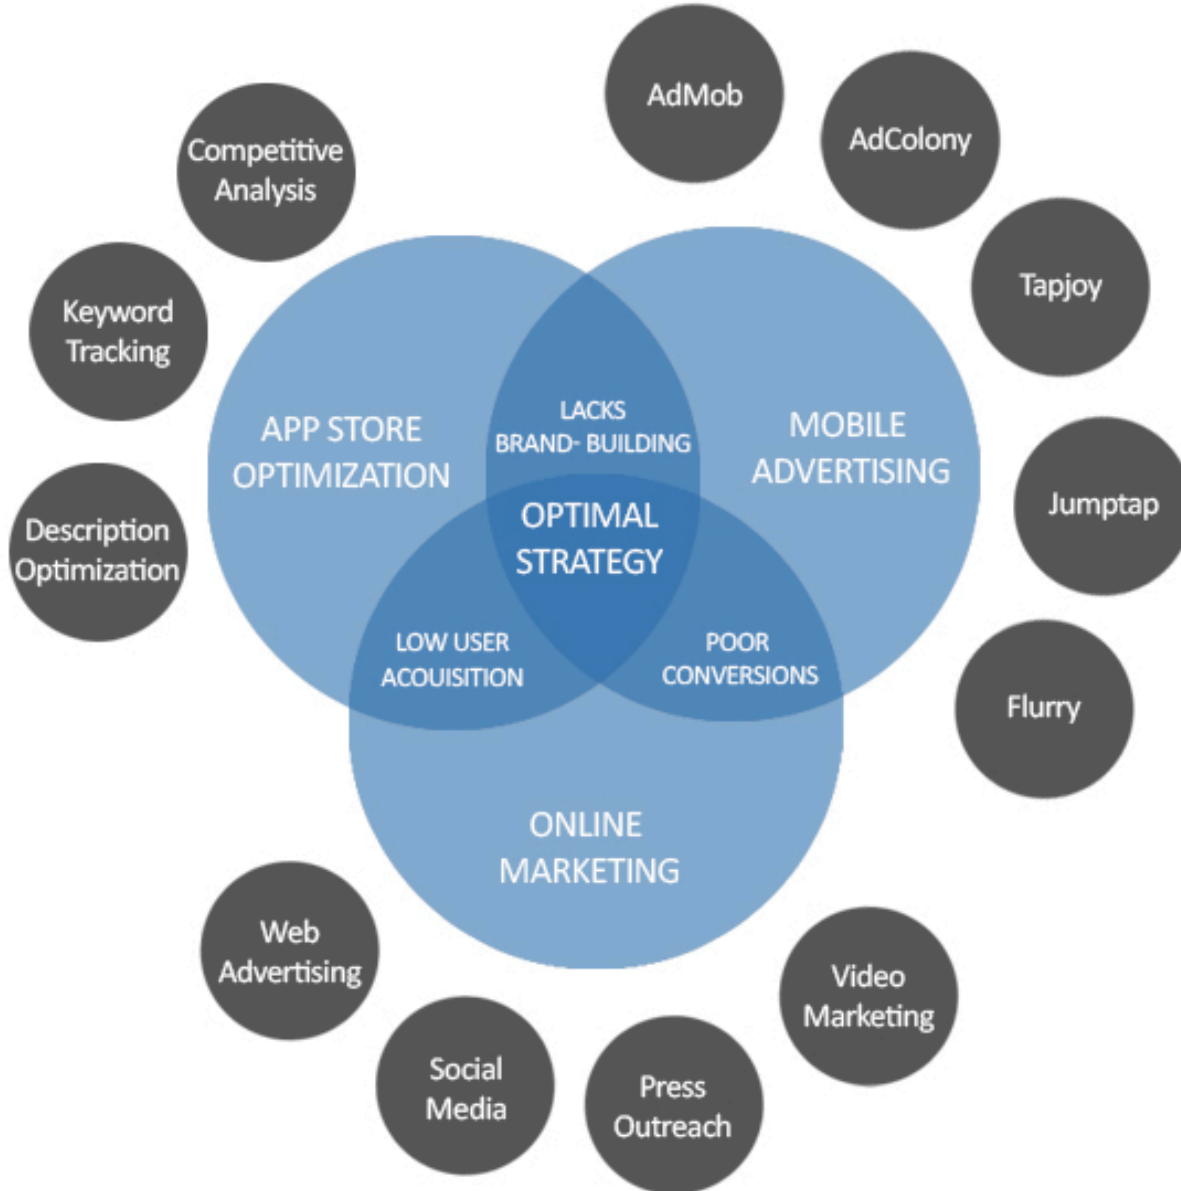 AdMob
AdColony
Competitive
Analysis
Tapjoy
Keyword
Tracking
LACKS
BRAND- BUILDING
APP STORE
OPTIMIZATION
MOBILE
ADVERTISING
Jumptap
OPTIMAL
STRATEGY
Description
Optimization
LOW USER
ACOUISITION
POOR
CONVERSIONS
Flurry
ONLINE
MARKETING
Web
Advertising
Video
Marketing
Social
Media
Press
Outreach